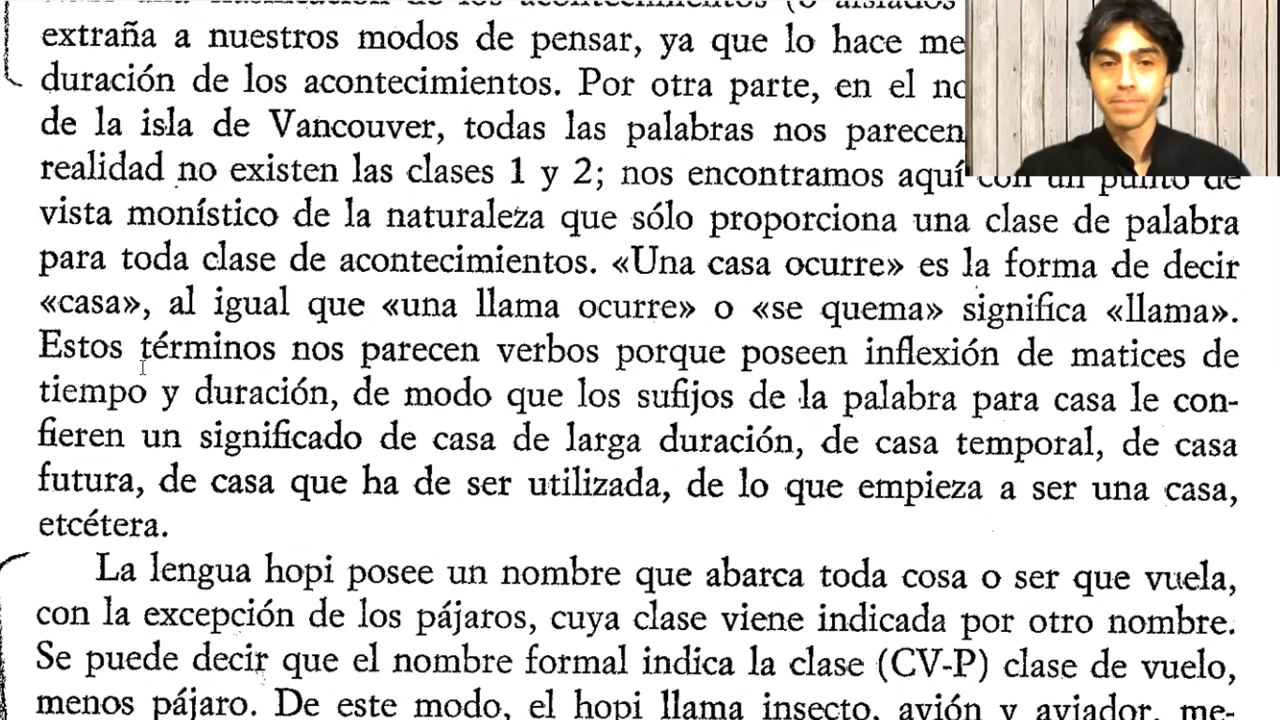 extraña a nuestros modos de pensar, ya que lo hace
duración de los acontecimientos. Por otra parte, en el
de la isla de Vancouver, todas las palabras nos parecen
realidad no existen las clases 1 y 2; nos encontramos aquí con un punto de
vista monístico de la naturaleza que sólo proporciona una clase de palabra
para toda clase de acontecimientos. «Una casa ocurre» es la forma de decir
«casa», al igual que «una llama ocurre» o «se quema» significa «llama».
Estos términos nos parecen verbos porque poseen inflexión de matices de
tiempo y duración, de modo que los sufijos de la palabra para casa le con-
fieren un significado de casa de larga duración, de casa temporal, de casa
futura, de casa que ha de ser utilizada, de lo que empieza a ser una casa,
etcétera.
La lengua hopi posee un nombre que abarca toda cosa o ser que vuela,
con la excepción de los pájaros, cuya clase viene indicada por otro nombre.
Se puede decir que el nombre formal indica la clase (CV-P) clase de vuelo,
menos pájaro. De este modo, el hopi llama insecto, avión y aviador, me-